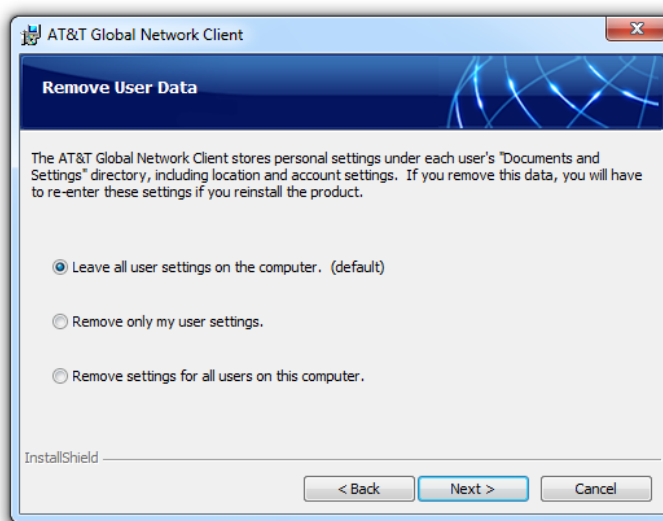 AT&T Global Network Client
Remove User Data
The AT&T Global Network Client stores personal settings under each user's "Documents and
Settings" directory, including location and account settings.  If you remove this data, you will have
to re-enter these settings if you reinstall the product.
Leave all user settings on the computer.  (default)
Remove only my user settings.
Remove settings for all users on this computer.
InstallShield
< Back
Next >
Cancel